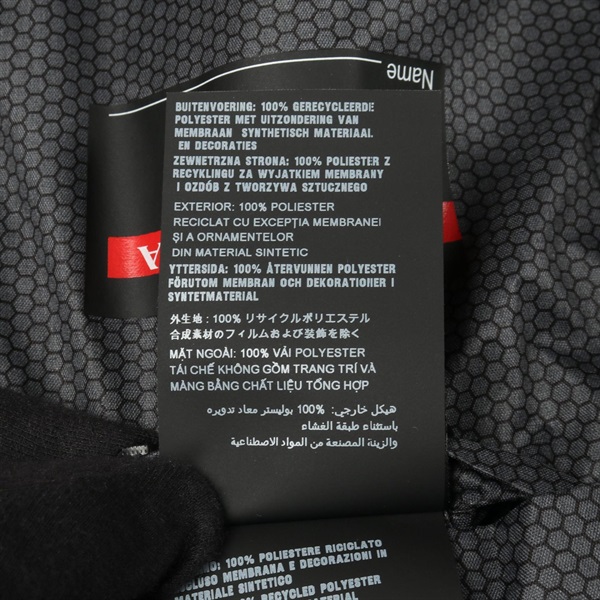 Name
BUITENVOERING: 100% GERECYCLEERDE
POLYESTER MET UITZONDERING VAN
MEMBRAAN SYNTHETISCH MATERIAAL
EN DECORATIES
ZEWNETRZNA STRONA: 100% POLIESTER Z
RECYKLINGU ZA WYJATKIEM MEMBRANY
I OZDÓB Z TWORZYWA SZTUCZNEGO
EXTERIOR: 100% POLIESTER
RECICLAT CU EXCEPȚIA MEMBRANEI
ȘI A ORNAMENTELOR
DIN MATERIAL SINTETIC
YTTERSIDA: 100% ÅTERVUNNEN POLYESTER
FÖRUTOM MEMBRAN OCH DEKORATIONER I
SYNTETMATERIAL
外生地 : 100% リサイクルポリエステル
合成素材のフィルムおよび装飾を除く
MẶT NGOÀI: 100% VẢI POLYESTER
TÁI CHẾ KHÔNG GỒM TRANG TRÍ VÀ
MÀNG BẰNG CHẤT LIỆU TỔNG HỢP
هيكل خارجي: 100% بوليستر معاد تدويره
باستثناء طبقة الغشاء
والزينة المصنعة من المواد الاصطناعية
100% POLIESTERE RICICLATO
MEMBRANA E DECORAZIONI IN
MATERIALE SINTETICO
100% RECYCLED POLYESTER